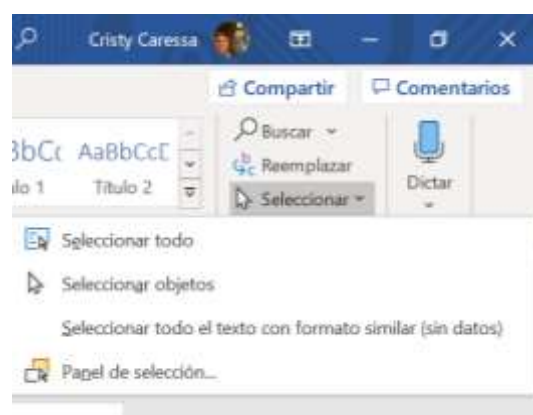 Cristy Caressa
Compartir
Comentarios
AaBbCcD
Título 2
Buscar
Reemplazar
Seleccionar
Dictar
Seleccionar todo
Seleccionar objetos
Seleccionar todo el texto con formato similar (sin datos)
Panel de selección...